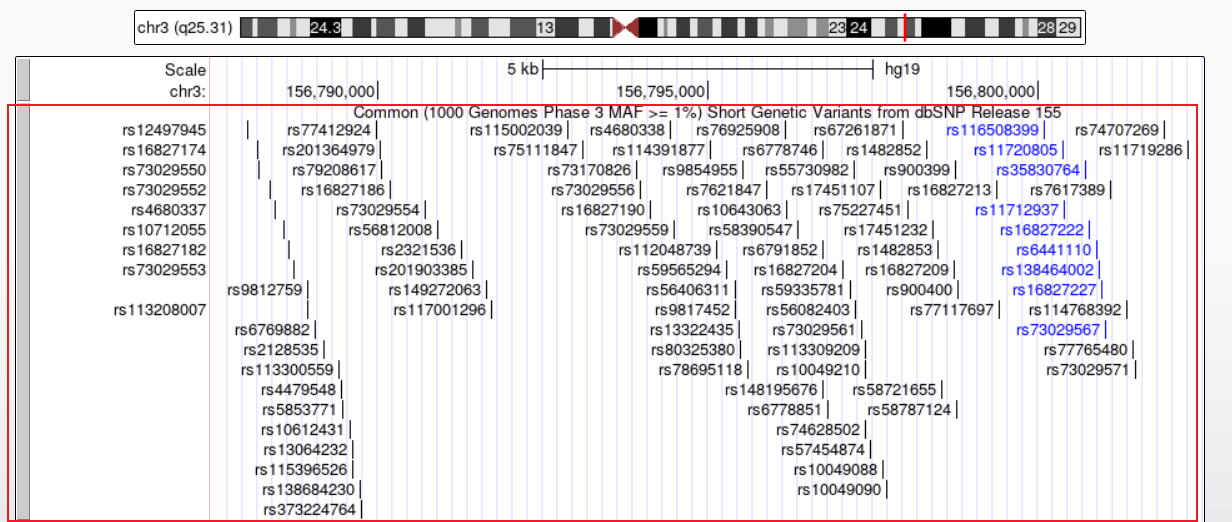 chr3 (q25.31) 24.3 13 23 24 28 29
Scale 5 kb hg19
chr3: 156,790,000 156,795,000 156,800,000
Common (1000 Genomes Phase 3 MAF >= 1%) Short Genetic Variants from dbSNP Release 155
rs12497945 rs77412924 rs115002039 rs4680338 rs76925908 rs67261871 rs116508399 rs74707269
rs16827174 rs201364979 rs75111847 rs114391877 rs6778746 rs1482852 rs11720805 rs11719286
rs73029550 rs79208617 rs73170826 rs9854955 rs55730982 rs900399 rs35830764
rs73029552 rs16827186 rs73029556 rs7621847 rs17451107 rs16827213 rs7617389
rs4680337 rs73029554 rs16827190 rs10643063 rs75227451 rs11712937
rs10712055 rs56812008 rs73029559 rs58390547 rs17451232 rs16827222
rs16827182 rs2321536 rs112048739 rs6791852 rs1482853 rs6441110
rs73029553 rs201903385 rs59565294 rs16827204 rs16827209 rs138464002
rs9812759 rs149272063 rs56406311 rs59335781 rs900400 rs16827227
rs113208007 rs117001296 rs9817452 rs56082403 rs77117697 rs114768392
rs6769882 rs13322435 rs73029561 rs73029567
rs2128535 rs80325380 rs113309209 rs77765480
rs113300559 rs78695118 rs10049210 rs73029571
rs4479548 rs148195676 rs58721655
rs5853771 rs6778851 rs58787124
rs10612431 rs74628502
rs13064232 rs57454874
rs115396526 rs10049088
rs138684230 rs10049090
rs373224764